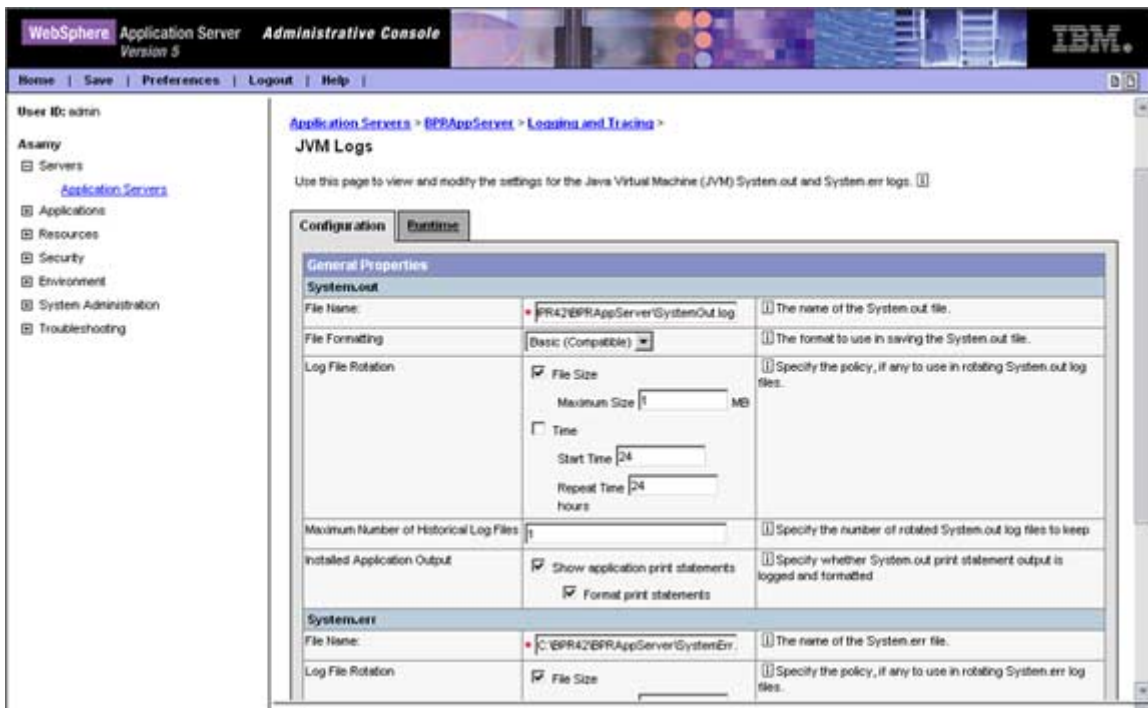 WebSphere Application Server Administrative Console
Version 5
IBM.
Home | Save | Preferences | Logout | Help |
User ID: admin
Asamy
Servers
Application Servers
Applications
Resources
Security
Environment
System Administration
Troubleshooting
Application Servers > BPRAppServer > Logging and Tracing >
JVM Logs
Use this page to view and modify the settings for the Java Virtual Machine (JVM) System.out and System.err logs. i
Configuration Runtime
General Properties
System.out
File Name:
PR42\BPRAppServer\SystemOut.log
i The name of the System.out file.
File Formatting
Basic (Compatible)
i The format to use in saving the System.out file.
Log File Rotation
File Size
Maximum Size 1 MB
Time
Start Time 24
Repeat Time 24
hours
i Specify the policy, if any to use in rotating System.out log
files.
Maximum Number of Historical Log Files
1
i Specify the number of rotated System.out log files to keep
Installed Application Output
Show application print statements
Format print statements
i Specify whether System.out print statement output is
logged and formatted
System.err
File Name:
C:\BPR42\BPRAppServer\SystemErr.
i The name of the System.err file.
Log File Rotation
File Size
i Specify the policy, if any to use in rotating System.err log
files.